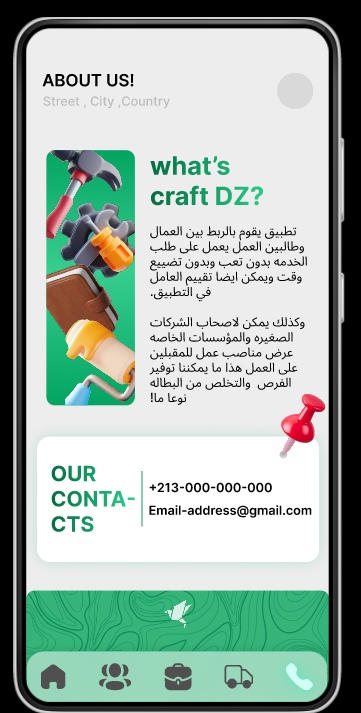 ABOUT US!
Street , City ,Country
what's
craft DZ?
تطبيق يقوم بالربط بين العمال
وطالبين العمل يعمل على طلب
الخدمه بدون تعب وبدون تضييع
وقت ويمكن ايضا تقييم العامل
في التطبيق.
وكذلك يمكن لاصحاب الشركات
الصغيره والمؤسسات الخاصه
عرض مناصب عمل للمقبلين
على العمل هذا ما يمكننا توفير
الفرص والتخلص من البطاله
نوعا ما!
OUR
CONTA-
CTS
+213-000-000-000
Email-address@gmail.com